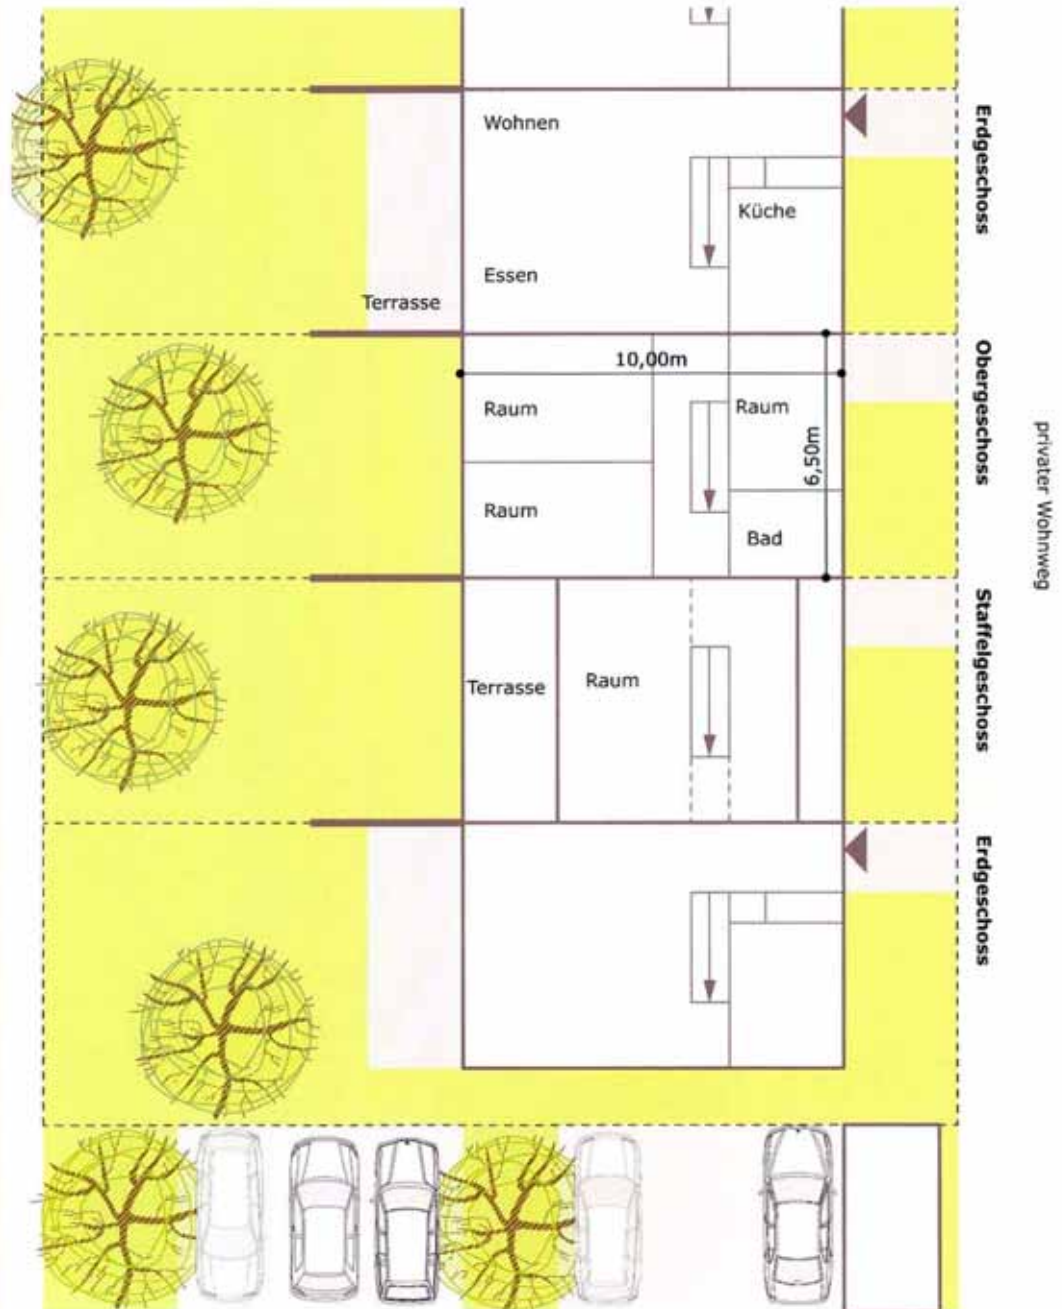 Wohnen
Erdgeschoss
Küche
Essen
Terrasse
Obergeschoss
10,00m
Raum
Raum
6,50m
Raum
Bad
privater Wohnweg
Staffelgeschoss
Terrasse
Raum
Erdgeschoss